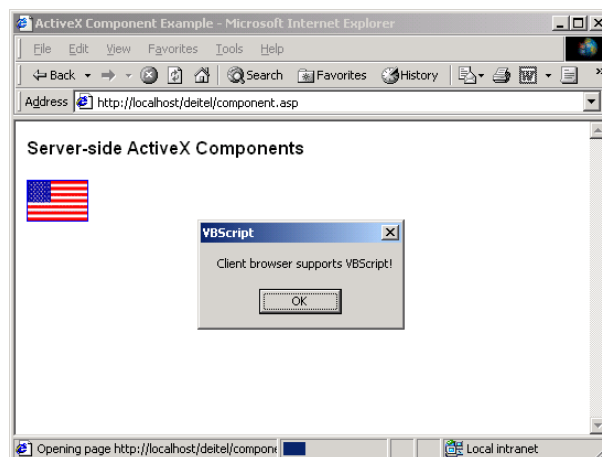 ActiveX Component Example - Microsoft Internet Explorer
File Edit View Favorites Tools Help
Back Search Favorites History »
Address http://localhost/deitel/component.asp
Server-side ActiveX Components
VBScript
Client browser supports VBScript!
OK
Opening page http://localhost/deitel/compone Local intranet